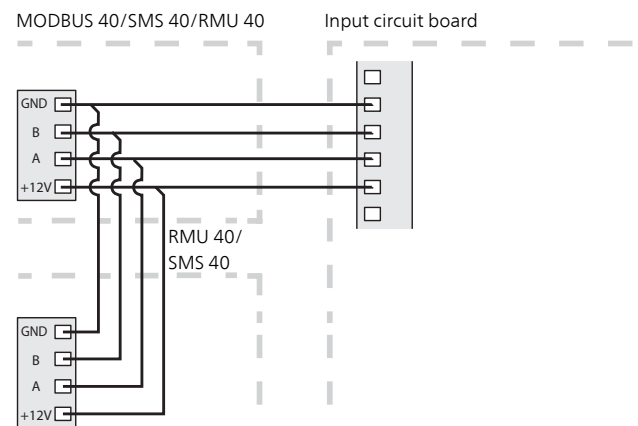 MODBUS 40/SMS 40/RMU 40
Input circuit board
GND
B
A
+12V
RMU 40/
SMS 40
GND
B
A
+12V